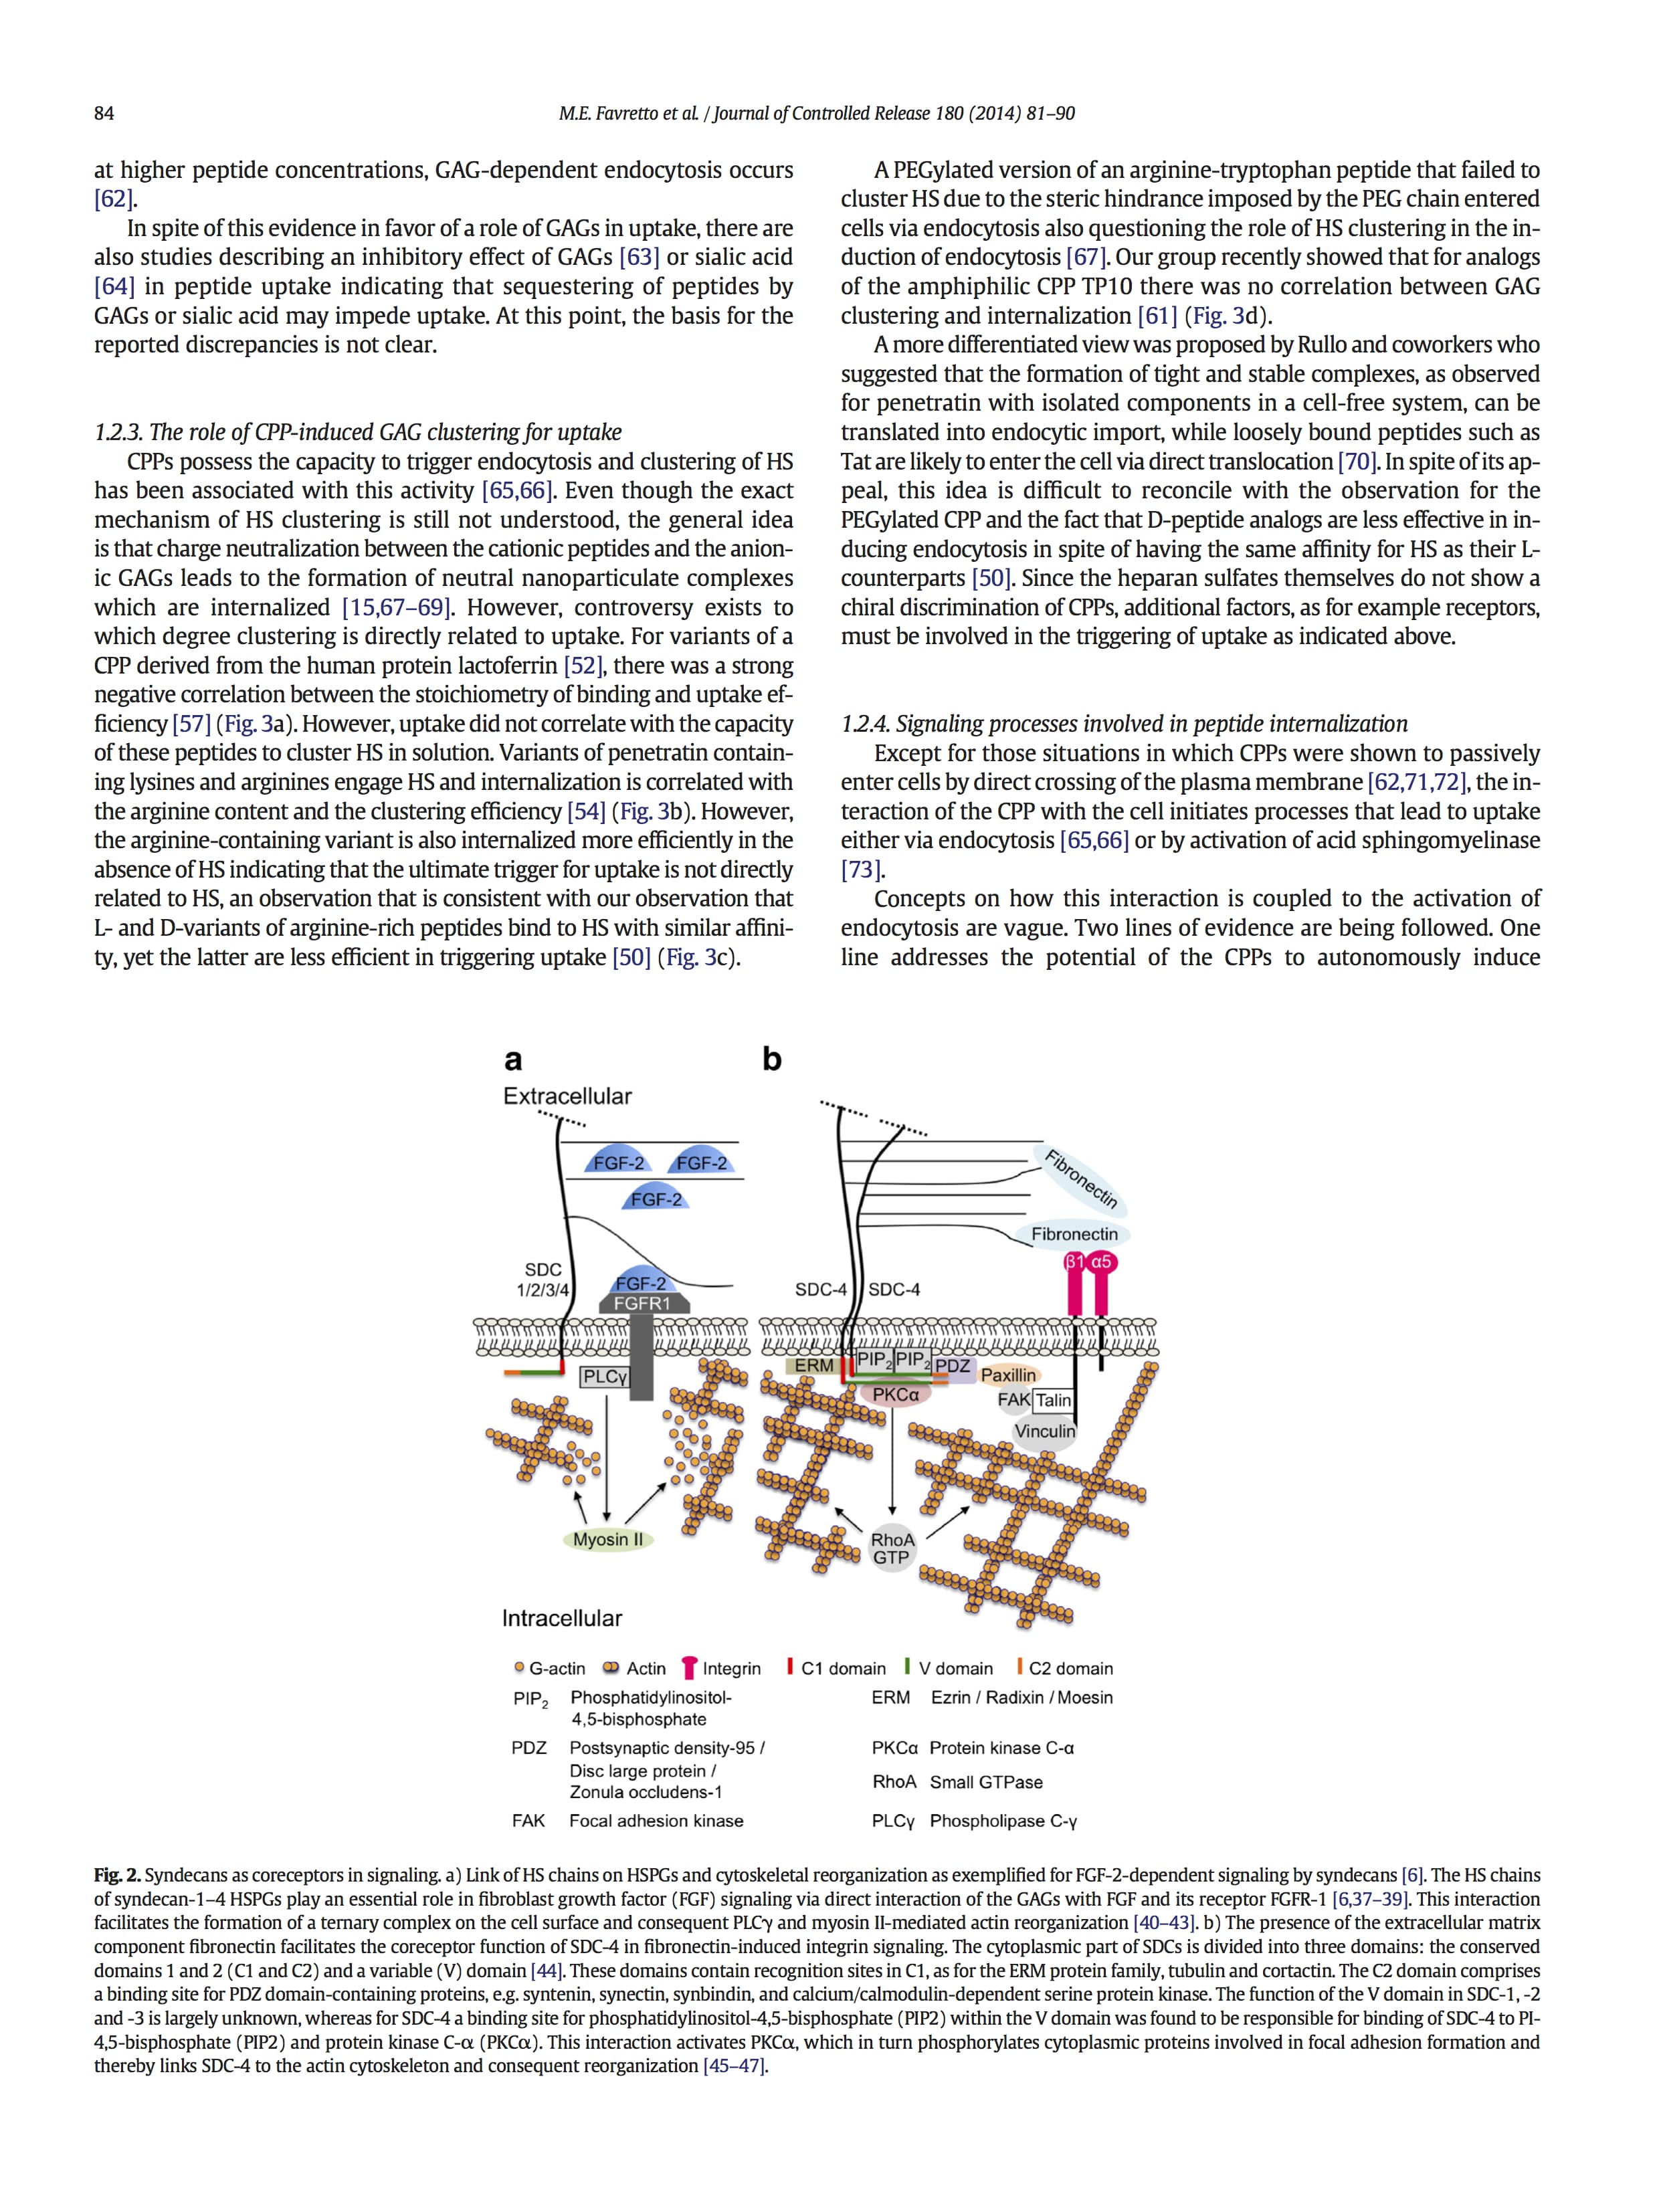 84
M.E. Favretto et al. / Journal of Controlled Release 180 (2014) 81–90
at higher peptide concentrations, GAG-dependent endocytosis occurs
[62].
In spite of this evidence in favor of a role of GAGs in uptake, there are
also studies describing an inhibitory effect of GAGs [63] or sialic acid
[64] in peptide uptake indicating that sequestering of peptides by
GAGs or sialic acid may impede uptake. At this point, the basis for the
reported discrepancies is not clear.
1.2.3. The role of CPP-induced GAG clustering for uptake
CPPs possess the capacity to trigger endocytosis and clustering of HS
has been associated with this activity [65,66]. Even though the exact
mechanism of HS clustering is still not understood, the general idea
is that charge neutralization between the cationic peptides and the anion-
ic GAGs leads to the formation of neutral nanoparticulate complexes
which are internalized [15,67–69]. However, controversy exists to
which degree clustering is directly related to uptake. For variants of a
CPP derived from the human protein lactoferrin [52], there was a strong
negative correlation between the stoichiometry of binding and uptake ef-
ficiency [57] (Fig. 3a). However, uptake did not correlate with the capacity
of these peptides to cluster HS in solution. Variants of penetratin contain-
ing lysines and arginines engage HS and internalization is correlated with
the arginine content and the clustering efficiency [54] (Fig. 3b). However,
the arginine-containing variant is also internalized more efficiently in the
absence of HS indicating that the ultimate trigger for uptake is not directly
related to HS, an observation that is consistent with our observation that
L- and D-variants of arginine-rich peptides bind to HS with similar affini-
ty, yet the latter are less efficient in triggering uptake [50] (Fig. 3c).
A PEGylated version of an arginine-tryptophan peptide that failed to
cluster HS due to the steric hindrance imposed by the PEG chain entered
cells via endocytosis also questioning the role of HS clustering in the in-
duction of endocytosis [67]. Our group recently showed that for analogs
of the amphiphilic CPP TP10 there was no correlation between GAG
clustering and internalization [61] (Fig. 3d).
A more differentiated view was proposed by Rullo and coworkers who
suggested that the formation of tight and stable complexes, as observed
for penetratin with isolated components in a cell-free system, can be
translated into endocytic import, while loosely bound peptides such as
Tat are likely to enter the cell via direct translocation [70]. In spite of its ap-
peal, this idea is difficult to reconcile with the observation for the
PEGylated CPP and the fact that D-peptide analogs are less effective in in-
ducing endocytosis in spite of having the same affinity for HS as their L-
counterparts [50]. Since the heparan sulfates themselves do not show a
chiral discrimination of CPPs, additional factors, as for example receptors,
must be involved in the triggering of uptake as indicated above.
1.2.4. Signaling processes involved in peptide internalization
Except for those situations in which CPPs were shown to passively
enter cells by direct crossing of the plasma membrane [62,71,72], the in-
teraction of the CPP with the cell initiates processes that lead to uptake
either via endocytosis [65,66] or by activation of acid sphingomyelinase
[73].
Concepts on how this interaction is coupled to the activation of
endocytosis are vague. Two lines of evidence are being followed. One
line addresses the potential of the CPPs to autonomously induce
a
Extracellular
FGF-2 FGF-2
FGF-2
SDC
1/2/3/4
FGF-2
FGFR1
PLCγ
Myosin II
b
Fibronectin
Fibronectin
β1 α5
SDC-4 SDC-4
ERM PIP2 PIP2 PDZ
Paxillin
PKCα
FAK Talin
Vinculin
RhoA
GTP
Intracellular
G-actin Actin Integrin C1 domain V domain C2 domain
PIP2 Phosphatidylinositol-
4,5-bisphosphate
ERM Ezrin / Radixin / Moesin
PDZ Postsynaptic density-95 /
Disc large protein /
Zonula occludens-1
PKCα Protein kinase C-α
RhoA Small GTPase
FAK Focal adhesion kinase
PLCγ Phospholipase C-γ
Fig. 2. Syndecans as coreceptors in signaling. a) Link of HS chains on HSPGs and cytoskeletal reorganization as exemplified for FGF-2-dependent signaling by syndecans [6]. The HS chains
of syndecan-1–4 HSPGs play an essential role in fibroblast growth factor (FGF) signaling via direct interaction of the GAGs with FGF and its receptor FGFR-1 [6,37–39]. This interaction
facilitates the formation of a ternary complex on the cell surface and consequent PLCγ and myosin II-mediated actin reorganization [40–43]. b) The presence of the extracellular matrix
component fibronectin facilitates the coreceptor function of SDC-4 in fibronectin-induced integrin signaling. The cytoplasmic part of SDCs is divided into three domains: the conserved
domains 1 and 2 (C1 and C2) and a variable (V) domain [44]. These domains contain recognition sites in C1, as for the ERM protein family, tubulin and cortactin. The C2 domain comprises
a binding site for PDZ domain-containing proteins, e.g. syntenin, synectin, synbindin, and calcium/calmodulin-dependent serine protein kinase. The function of the V domain in SDC-1, -2
and -3 is largely unknown, whereas for SDC-4 a binding site for phosphatidylinositol-4,5-bisphosphate (PIP2) within the V domain was found to be responsible for binding of SDC-4 to PI-
4,5-bisphosphate (PIP2) and protein kinase C-α (PKCα). This interaction activates PKCα, which in turn phosphorylates cytoplasmic proteins involved in focal adhesion formation and
thereby links SDC-4 to the actin cytoskeleton and consequent reorganization [45–47].